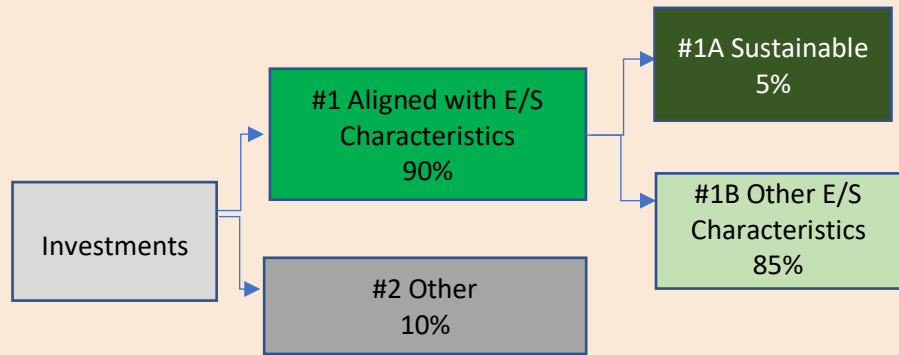 #1A Sustainable
5%
#1 Aligned with E/S
Characteristics
90%
#1B Other E/S
Characteristics
85%
Investments
#2 Other
10%